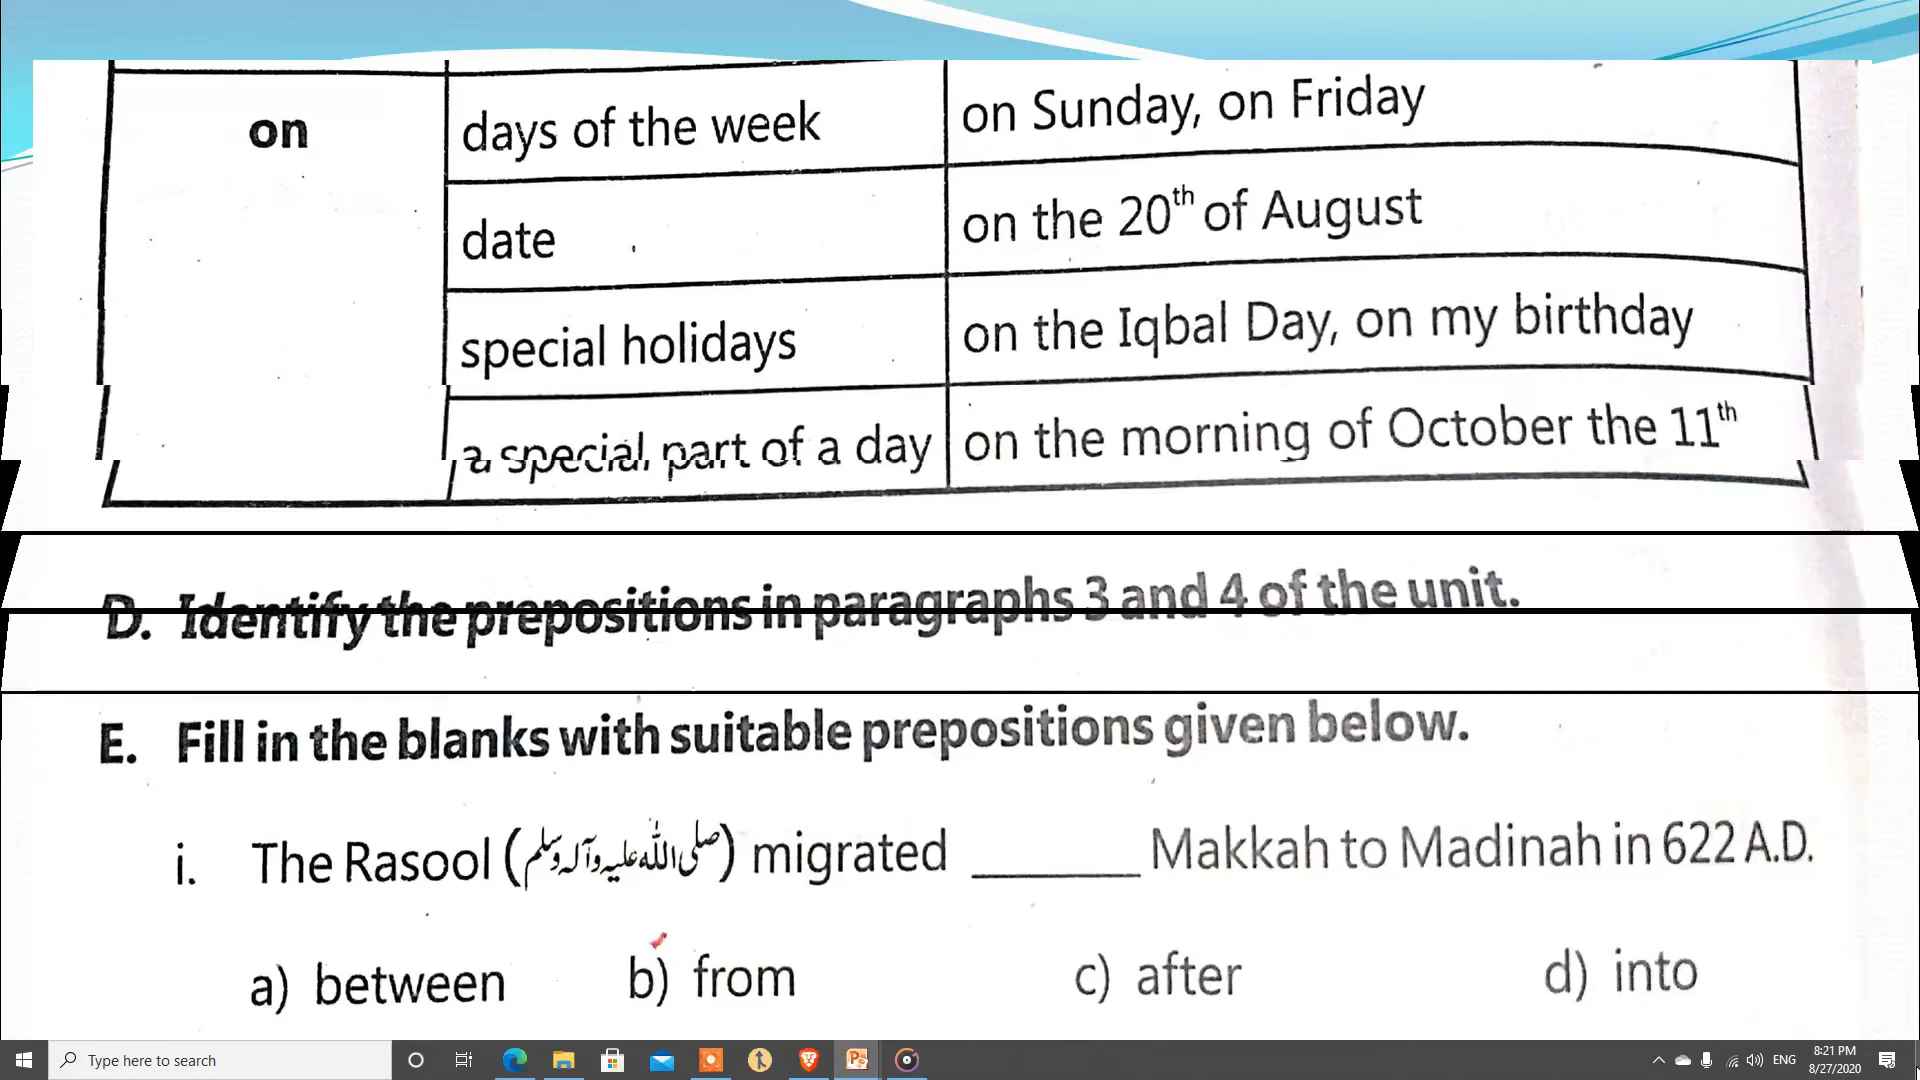 on days of the week on Sunday, on Friday
date on the 20th of August
special holidays on the Iqbal Day, on my birthday
a special part of a day on the morning of October the 11th
D. Identify the prepositions in paragraphs 3 and 4 of the unit.
E. Fill in the blanks with suitable prepositions given below.
i. The Rasool (صلی اللہ علیہ وآلہ وسلم) migrated ______ Makkah to Madinah in 622 A.D.
a) between b) from c) after d) into
Type here to search ENG 8:21 PM
8/27/2020